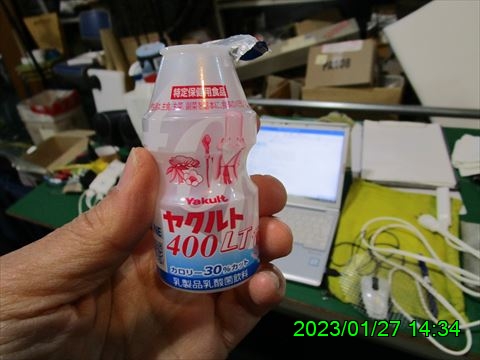 特定保健用食品
Yakult
ヤクルト
400LT
カロリー30%カット
乳製品乳酸菌飲料
2023/01/27 14:34